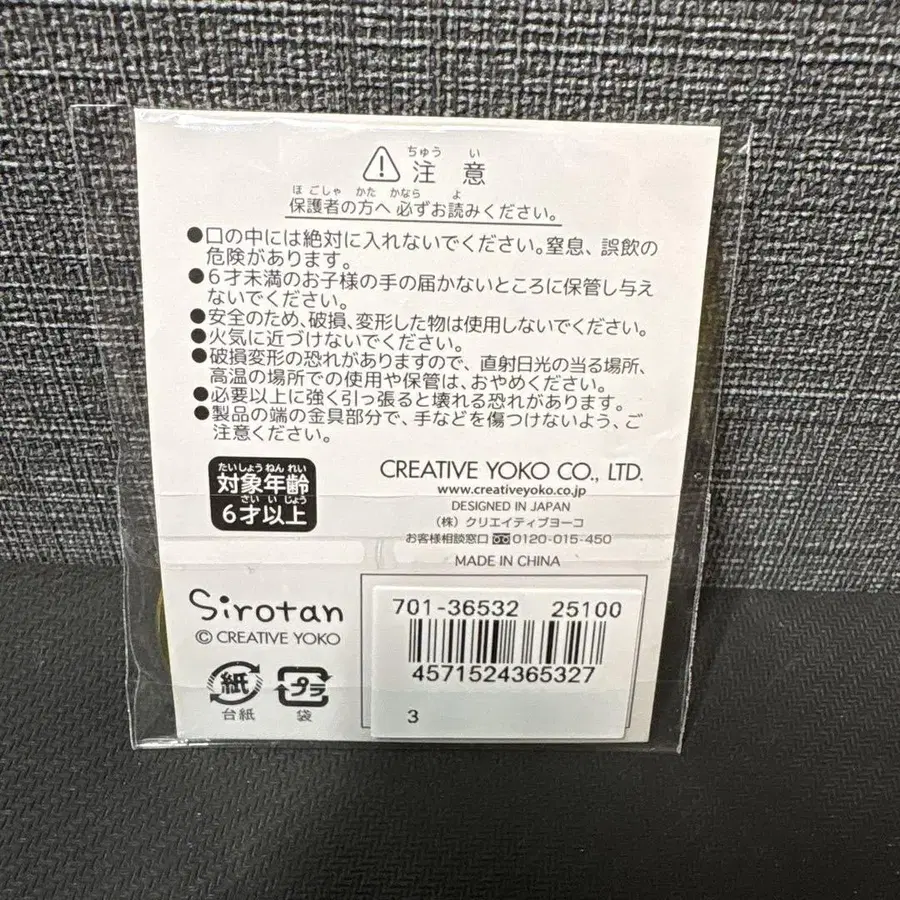 ちゅう い
注意
ほごしゃ かた かなら よ
保護者の方へ 必ずお読みください。
●口の中には絶対に入れないでください。窒息、誤飲の
危険があります。
●6才未満のお子様の手の届かないところに保管し与え
ないでください。
●安全のため、破損、変形した物は使用しないでください。
●火気に近づけないでください。
●破損変形の恐れがありますので、直射日光の当る場所、
高温の場所での使用や保管は、おやめください。
●必要以上に強く引っ張ると壊れる恐れがあります。
●製品の端の金具部分で、手などを傷つけないよう、ご
注意ください。
たいしょうねんれい
対象年齢
さい いじょう
6才以上
CREATIVE YOKO CO., LTD.
www.creativeyoko.co.jp
DESIGNED IN JAPAN
(株) クリエイティブヨーコ
お客様相談窓口 0120-015-450
MADE IN CHINA
Sirotan
© CREATIVE YOKO
紙
台紙
プラ
袋
701-36532 25100
4571524365327
3